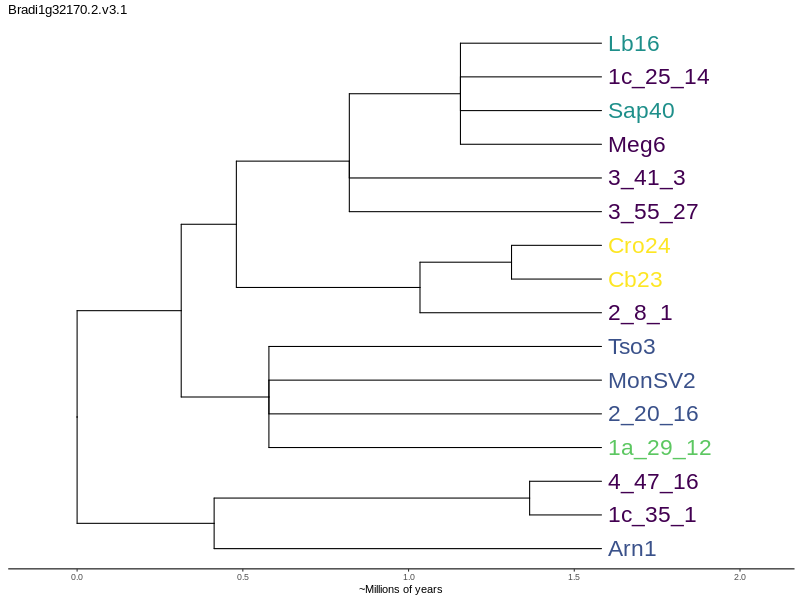 Bradi1g32170.2.v3.1
Lb16
1c_25_14
Sap40
Meg6
3_41_3
3_55_27
Cro24
Cb23
2_8_1
Tso3
MonSV2
2_20_16
1a_29_12
4_47_16
1c_35_1
Arn1
0.0 0.5 1.0 1.5 2.0
~Millions of years